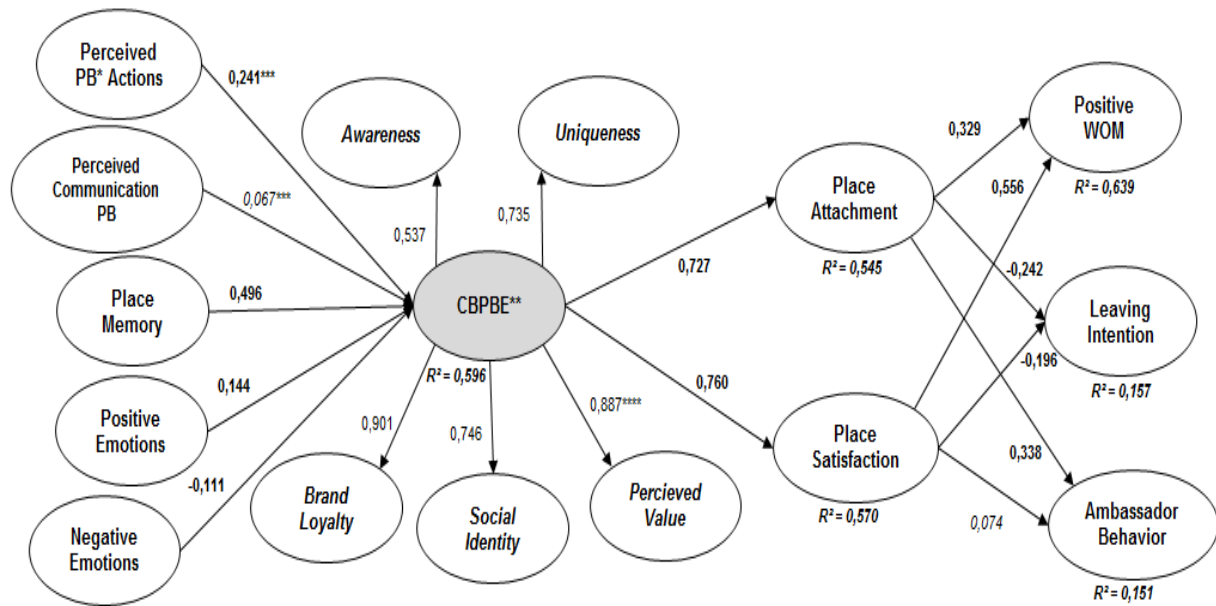 Perceived
PB* Actions
0,241***
Perceived
Communication
PB
0,067***
Place
Memory
0,496
Positive
Emotions
0,144
Negative
Emotions
-0,111
Awareness
0,537
Uniqueness
0,735
CBPBE**
R² = 0,596
0,901
Brand
Loyalty
0,746
Social
Identity
0,887****
Percieved
Value
0,727
0,760
Place
Attachment
R² = 0,545
Place
Satisfaction
R² = 0,570
0,329
0,556
-0,242
-0,196
0,338
0,074
Positive
WOM
R² = 0,639
Leaving
Intention
R² = 0,157
Ambassador
Behavior
R² = 0,151